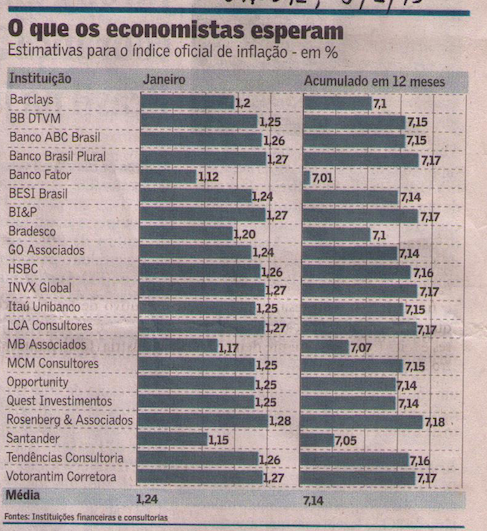 O que os economistas esperam
Estimativas para o índice oficial de inflação - em %
Instituição Janeiro Acumulado em 12 meses
Barclays 1,2 7,1
BB DTVM 1,25 7,15
Banco ABC Brasil 1,26 7,15
Banco Brasil Plural 1,27 7,17
Banco Fator 1,12 7,01
BESI Brasil 1,24 7,14
BI&P 1,27 7,17
Bradesco 1,20 7,1
GO Associados 1,24 7,14
HSBC 1,26 7,16
INVX Global 1,27 7,17
Itaú Unibanco 1,25 7,15
LCA Consultores 1,27 7,17
MB Associados 1,17 7,07
MCM Consultores 1,25 7,15
Opportunity 1,25 7,14
Quest Investimentos 1,25 7,14
Rosenberg & Associados 1,28 7,18
Santander 1,15 7,05
Tendências Consultoria 1,26 7,16
Votorantim Corretora 1,27 7,17
Média 1,24 7,14
Fontes: Instituições financeiras e consultorias